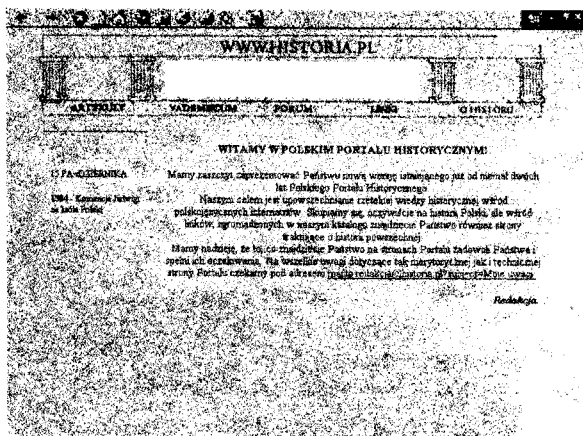 WWW.HISTORIA.PL
ARTYKUŁY VADEMECUM FORUM LINKI O HISTORII
WITAMY W POLSKIM PORTALU HISTORYCZNYM!
15 PAŹDZIERNIKA
1384 - Koronacja Jadwigi
na króla Polski
Mamy zaszczyt zaprezentować Państwu nową wersję istniejącego już od niemal dwóch
lat Polskiego Portalu Historycznego
Naszym celem jest upowszechnianie rzetelnej wiedzy historycznej wśród
polskojęzycznych internautów. Skupiamy się, oczywiście na historii Polski, ale wśród
linków, zgromadzonych w naszym katalogu znajdziecie Państwo również strony
traktujące o historii powszechnej
Mamy nadzieję, że to, co znajdziecie Państwo na stronach Portalu zadowoli Państwa i
spełni ich oczekiwania. Na wszelkie uwagi dotyczące tak merytorycznej jak i technicznej
strony Portalu czekamy pod adresem
Redakcja